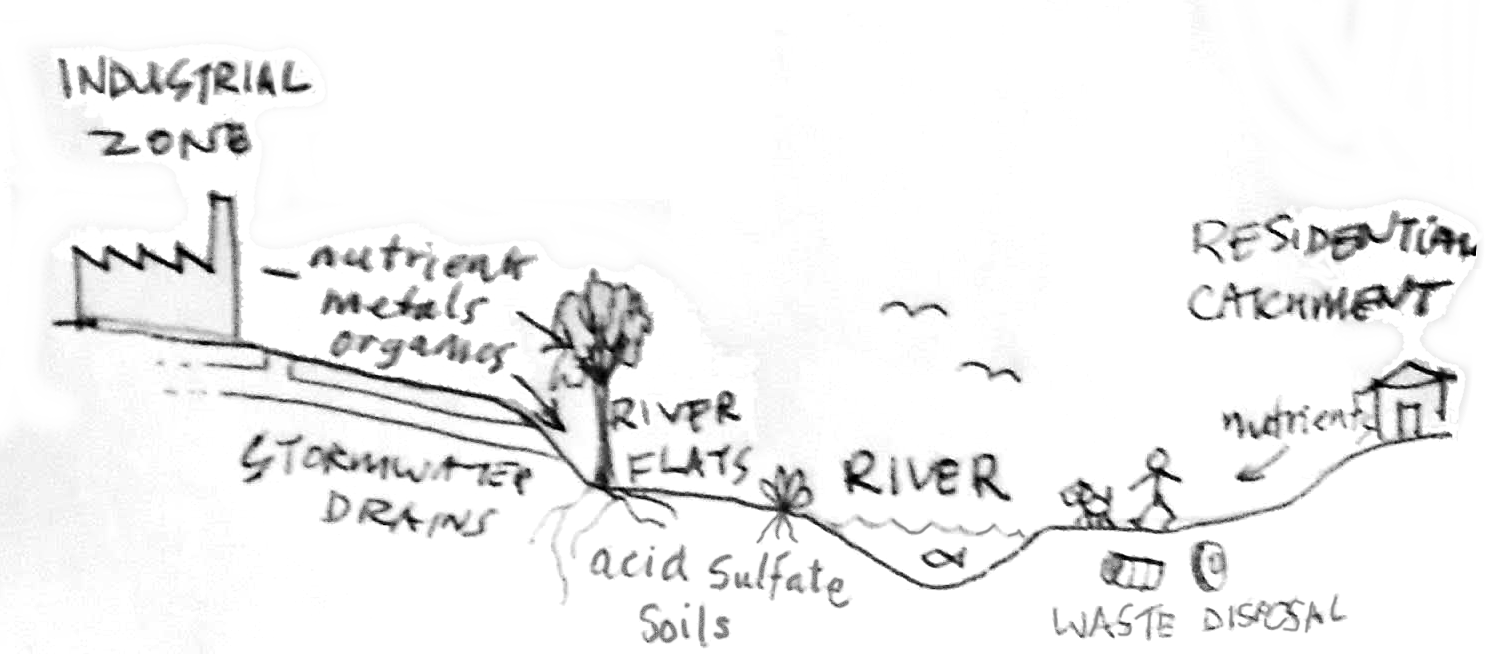 INDUSTRIAL
ZONE
nutrients
metals
organics
STORMWATER
DRAINS
RIVER
FLATS
acid sulfate
soils
RIVER
RESIDENTIAL
CATCHMENT
nutrients
WASTE DISPOSAL